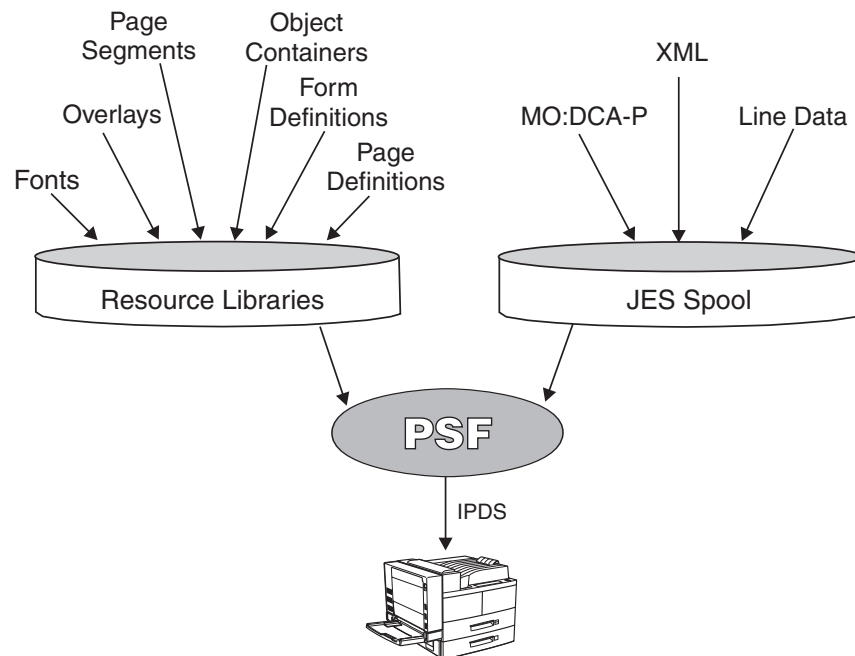 Page
Segments
Object
Containers
XML
Overlays
Form
Definitions
MO:DCA-P
Line Data
Fonts
Page
Definitions
Resource Libraries
JES Spool
PSF
IPDS